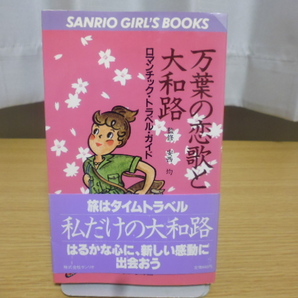 SANRIO GIRL'S BOOKS
万葉の恋歌と
大和路
ロマンチック・トラベル・ガイド
監修
旅はタイムトラベル
私だけの大和路
はるかな心に、新しい感動に
出会おう